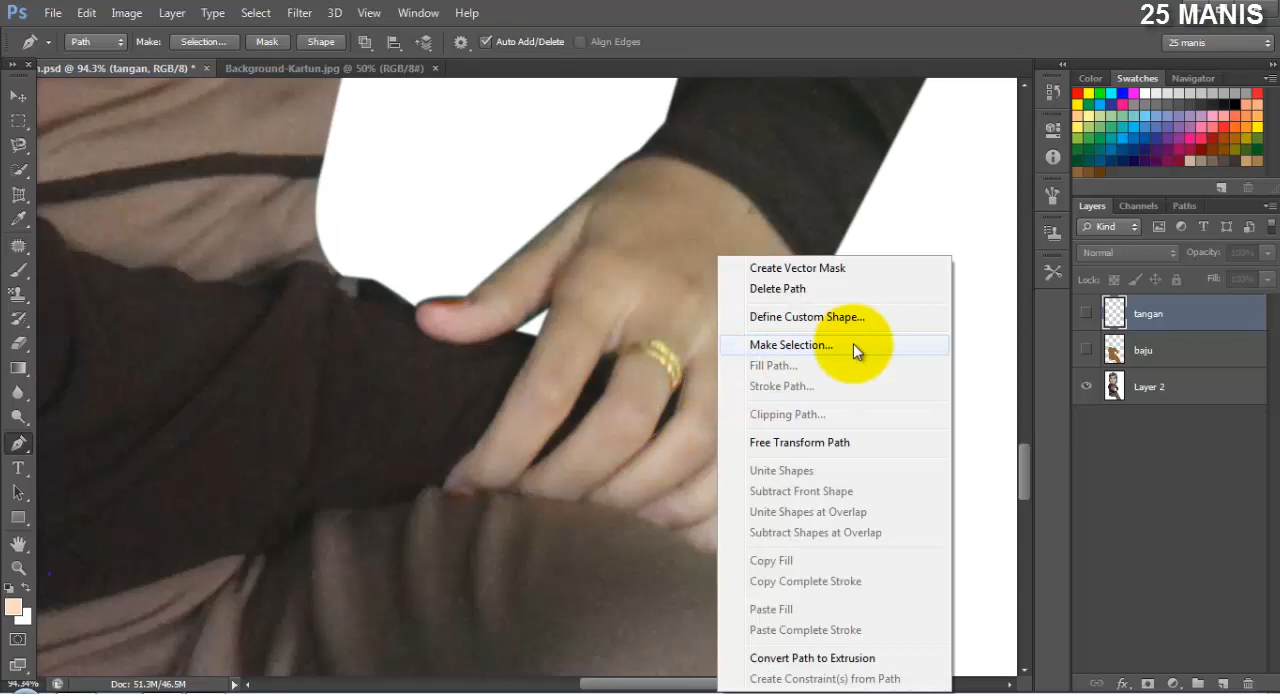 25 MANIS
Ps File Edit Image Layer Type Select Filter 3D View Window Help
Path Make: Selection... Mask Shape Auto Add/Delete Align Edges 25 manis
n.psd @ 94.3% (tangan, RGB/8) * × Background-Kartun.jpg @ 50% (RGB/8#) ×
Color Swatches Navigator
Layers Channels Paths
Kind
Normal Opacity: 100%
Lock: Fill: 100%
tangan
baju
Layer 2
Create Vector Mask
Delete Path
Define Custom Shape...
Make Selection...
Fill Path...
Stroke Path...
Clipping Path...
Free Transform Path
Unite Shapes
Subtract Front Shape
Unite Shapes at Overlap
Subtract Shapes at Overlap
Copy Fill
Copy Complete Stroke
Paste Fill
Paste Complete Stroke
Convert Path to Extrusion
Create Constraint(s) from Path
94.34% Doc: 51.3M/46.5M